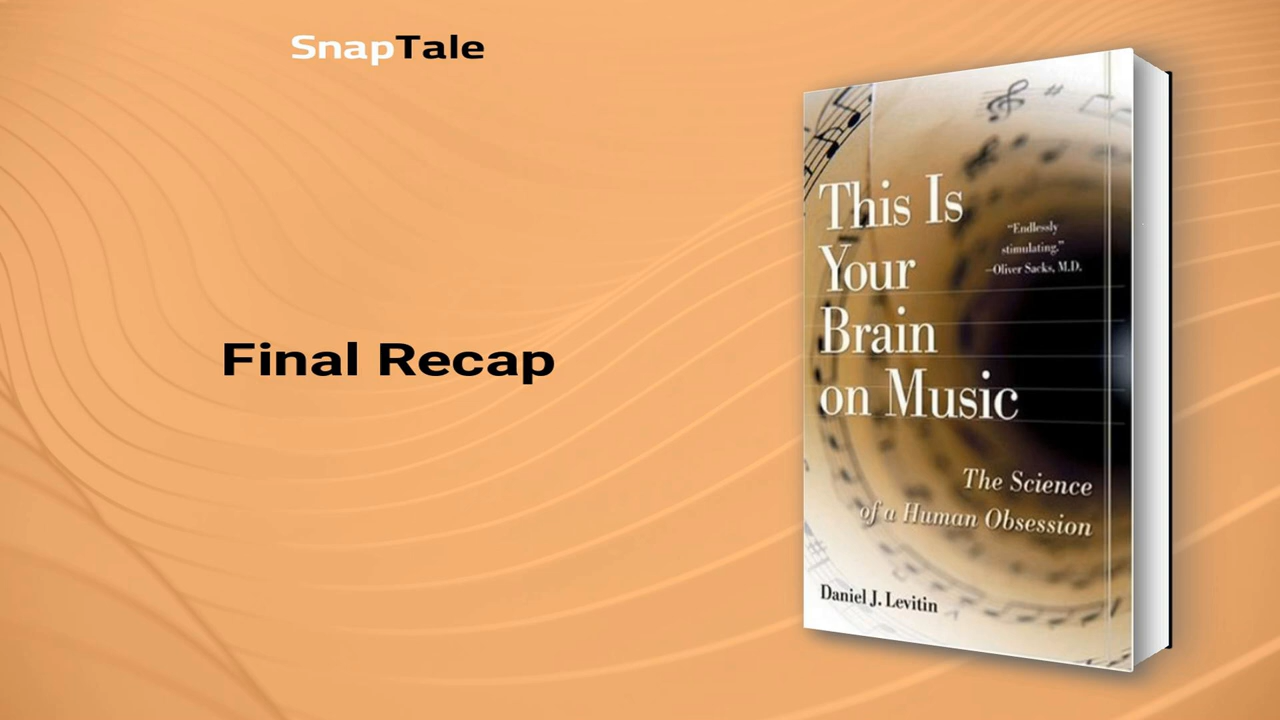 SnapTale
Final Recap
This Is
Your
Brain
on Music
“Endlessly
stimulating.”
—Oliver Sacks, M.D.
The Science
of a Human Obsession
Daniel J. Levitin